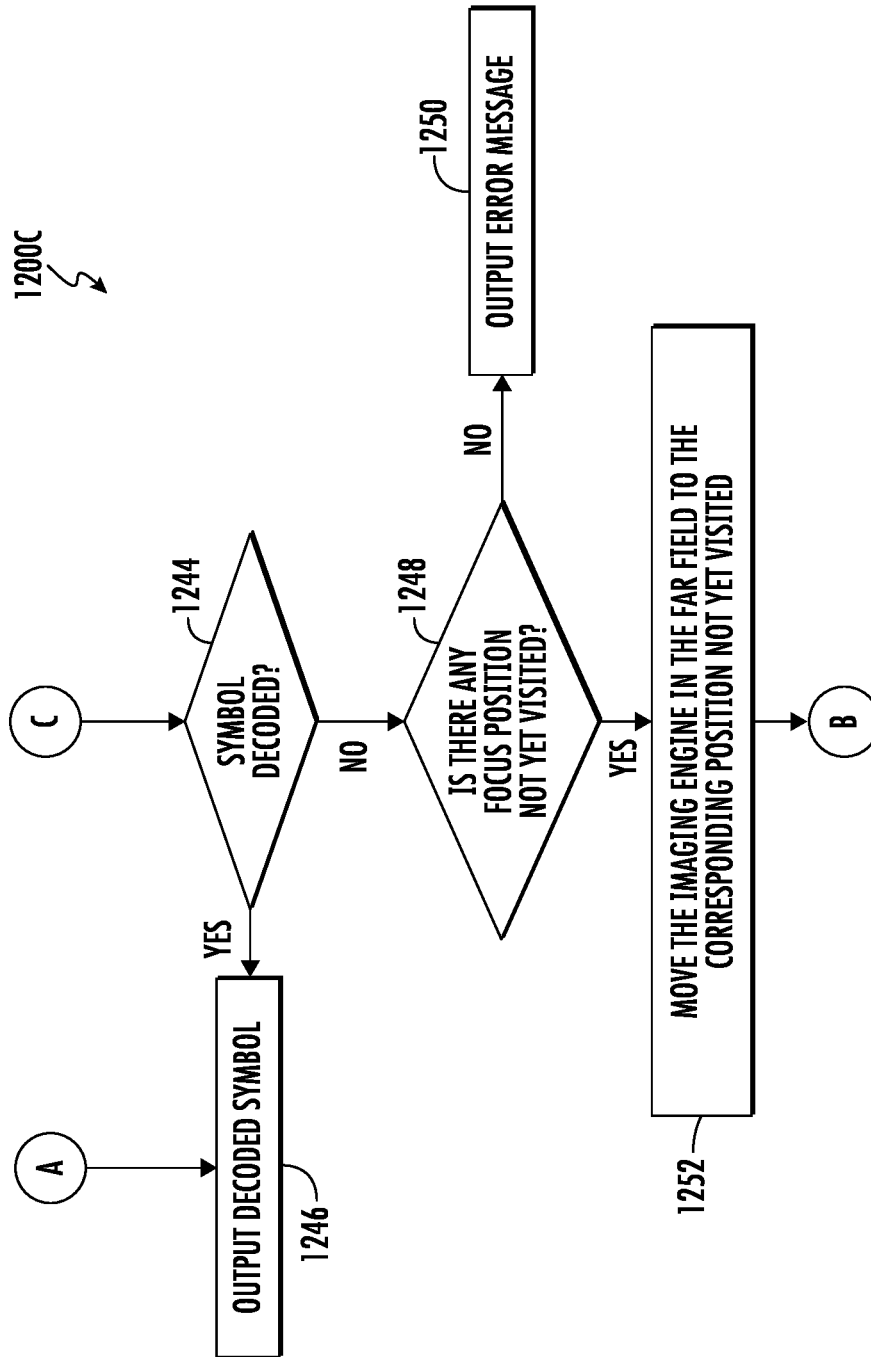 1200C
A
C
1244
SYMBOL
DECODED?
YES
NO
OUTPUT DECODED SYMBOL
1246
1248
IS THERE ANY
FOCUS POSITION
NOT YET VISITED?
NO
1250
OUTPUT ERROR MESSAGE
YES
MOVE THE IMAGING ENGINE IN THE FAR FIELD TO THE
CORRESPONDING POSITION NOT YET VISITED
1252
B